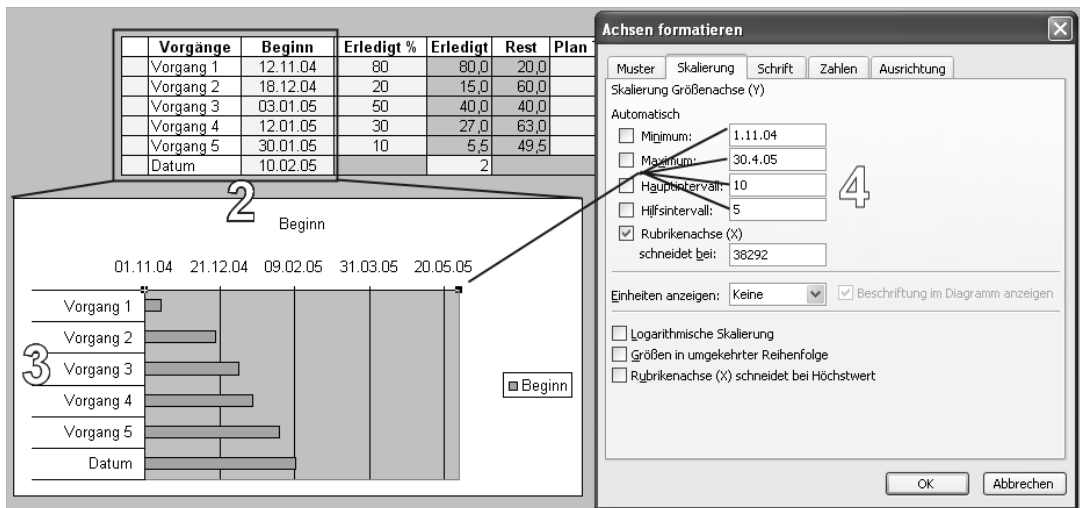 Vorgänge Beginn Erledigt % Erledigt Rest Plan
Vorgang 1 12.11.04 80 80,0 20,0
Vorgang 2 18.12.04 20 15,0 60,0
Vorgang 3 03.01.05 50 40,0 40,0
Vorgang 4 12.01.05 30 27,0 63,0
Vorgang 5 30.01.05 10 5,5 49,5
Datum 10.02.05 2
2
Beginn
01.11.04 21.12.04 09.02.05 31.03.05 20.05.05
Vorgang 1
Vorgang 2
3 Vorgang 3
Vorgang 4
Vorgang 5
Datum
Beginn
Achsen formatieren
Muster Skalierung Schrift Zahlen Ausrichtung
Skalierung Größenachse (Y)
Automatisch
Minimum: 1.11.04
Maximum: 30.4.05
Hauptintervall: 10
4
Hilfsintervall: 5
Rubrikenachse (X)
schneidet bei: 38292
Einheiten anzeigen: Keine Beschriftung im Diagramm anzeigen
Logarithmische Skalierung
Größen in umgekehrter Reihenfolge
Rubrikenachse (X) schneidet bei Höchstwert
OK Abbrechen